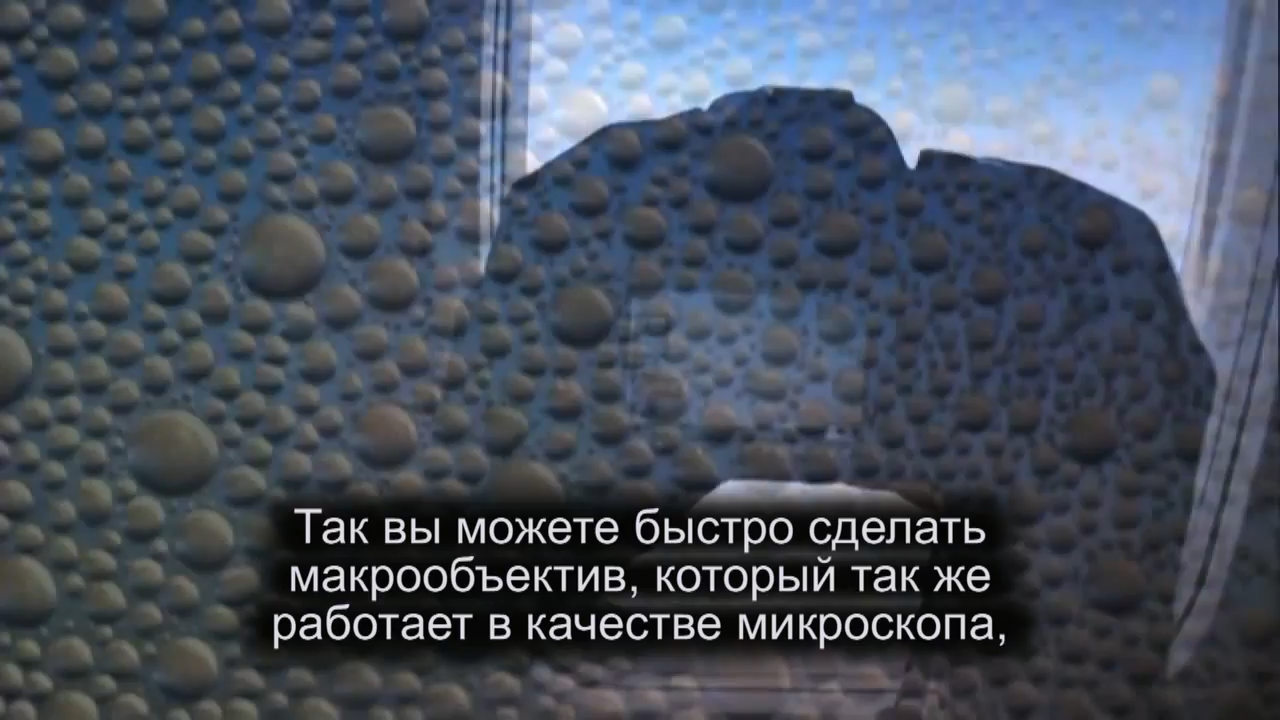 Так вы можете быстро сделать
макрообъектив, который так же
работает в качестве микроскопа,